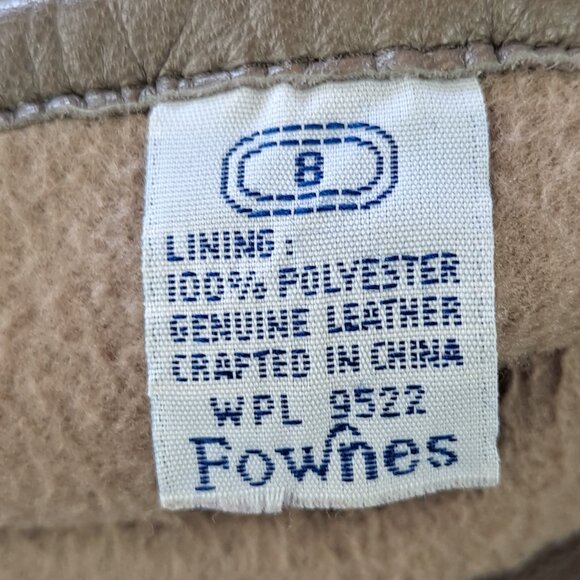 8
LINING:
100% POLYESTER
GENUINE LEATHER
CRAFTED IN CHINA
WPL 9522
Fownes